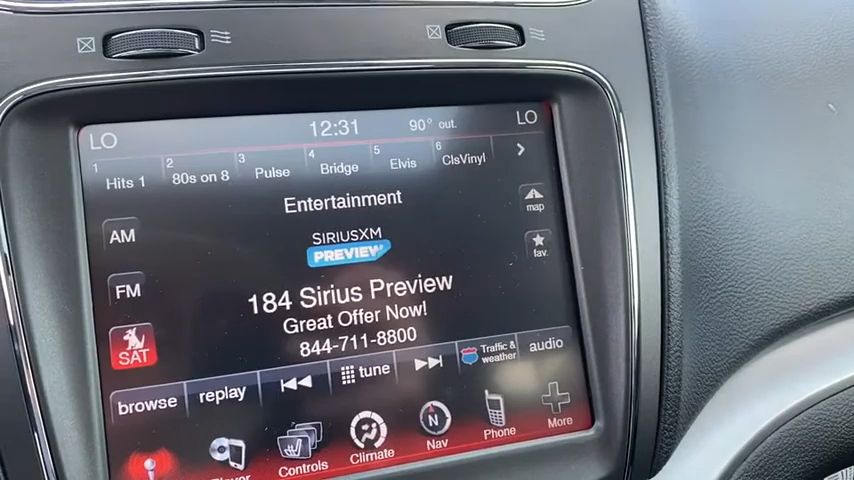 LO 12:31 90° out. LO
1 Hits 1 2 80s on 8 3 Pulse 4 Bridge 5 Elvis 6 ClsVinyl
Entertainment
map
AM
SIRIUSXM
PREVIEW
fav.
FM
184 Sirius Preview
Great Offer Now!
SAT
844-711-8800
browse replay tune Traffic & weather audio
Controls Climate N Nav Phone More